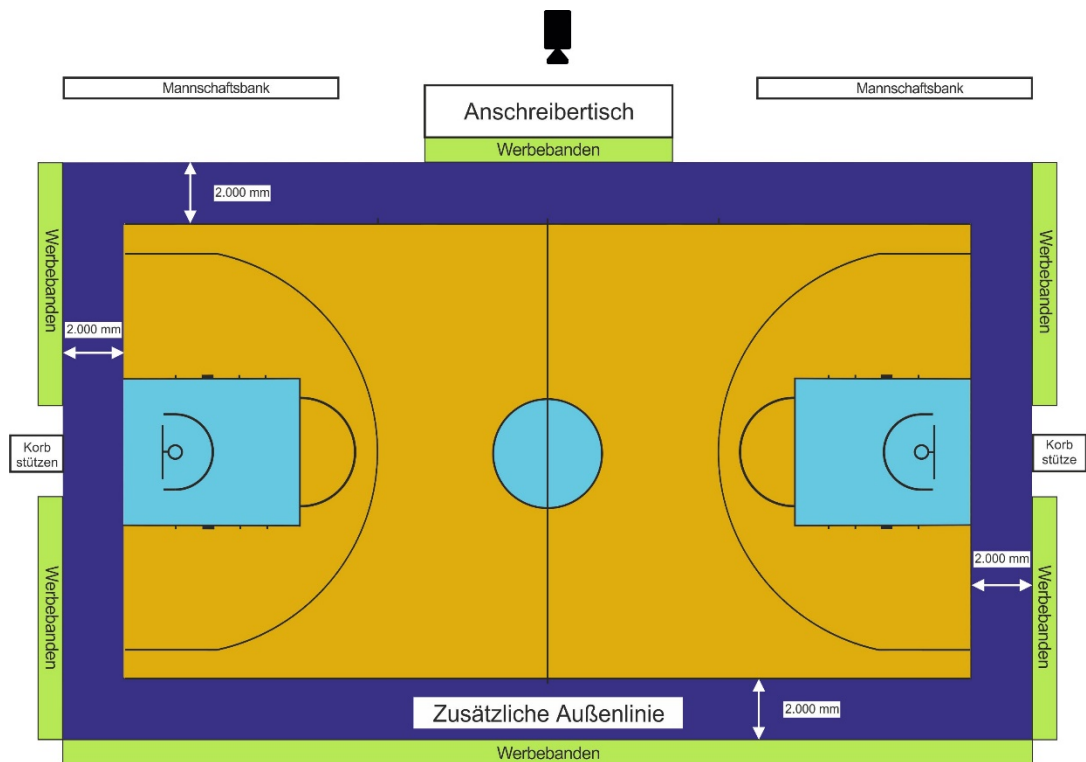 Mannschaftsbank
Mannschaftsbank
Anschreibertisch
Werbebanden
2.000 mm
Werbebanden
Werbebanden
2.000 mm
Korb
stützen
Korb
stütze
2.000 mm
Werbebanden
Werbebanden
Zusätzliche Außenlinie
2.000 mm
Werbebanden